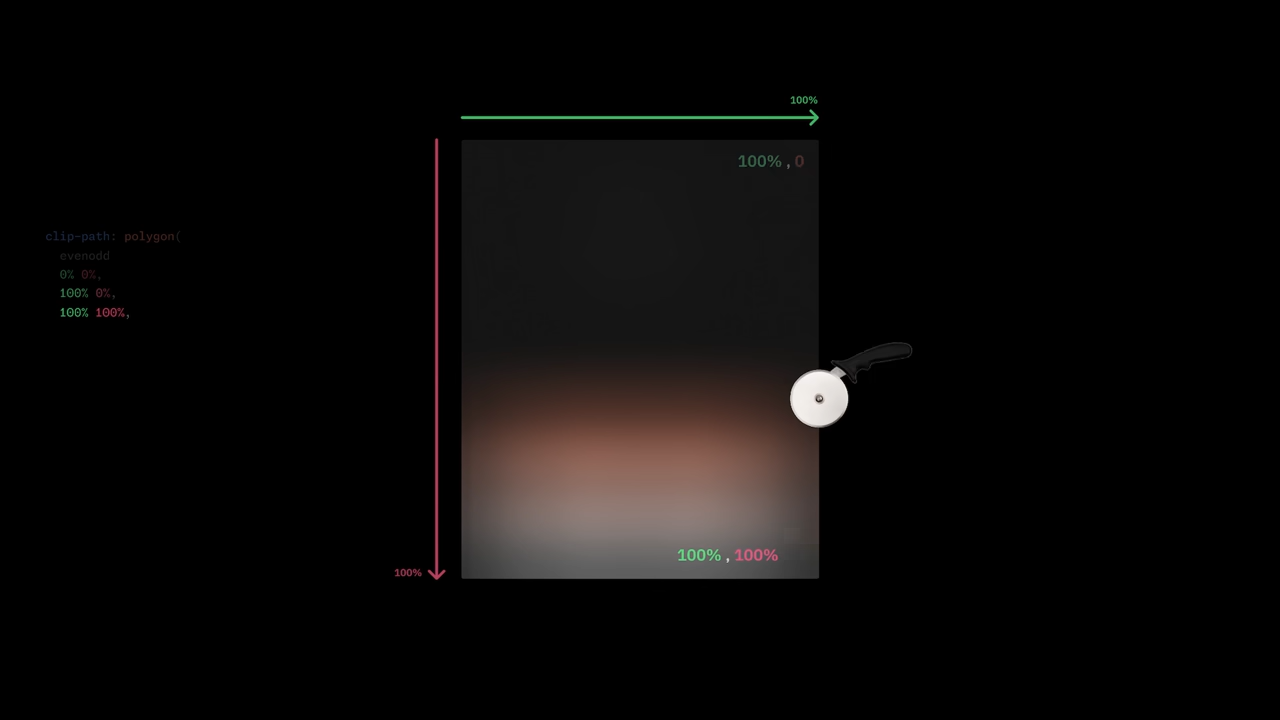 100%
100% , 0
clip-path: polygon(
evenodd
0% 0%,
100% 0%,
100% 100%,
100% , 100%
100%